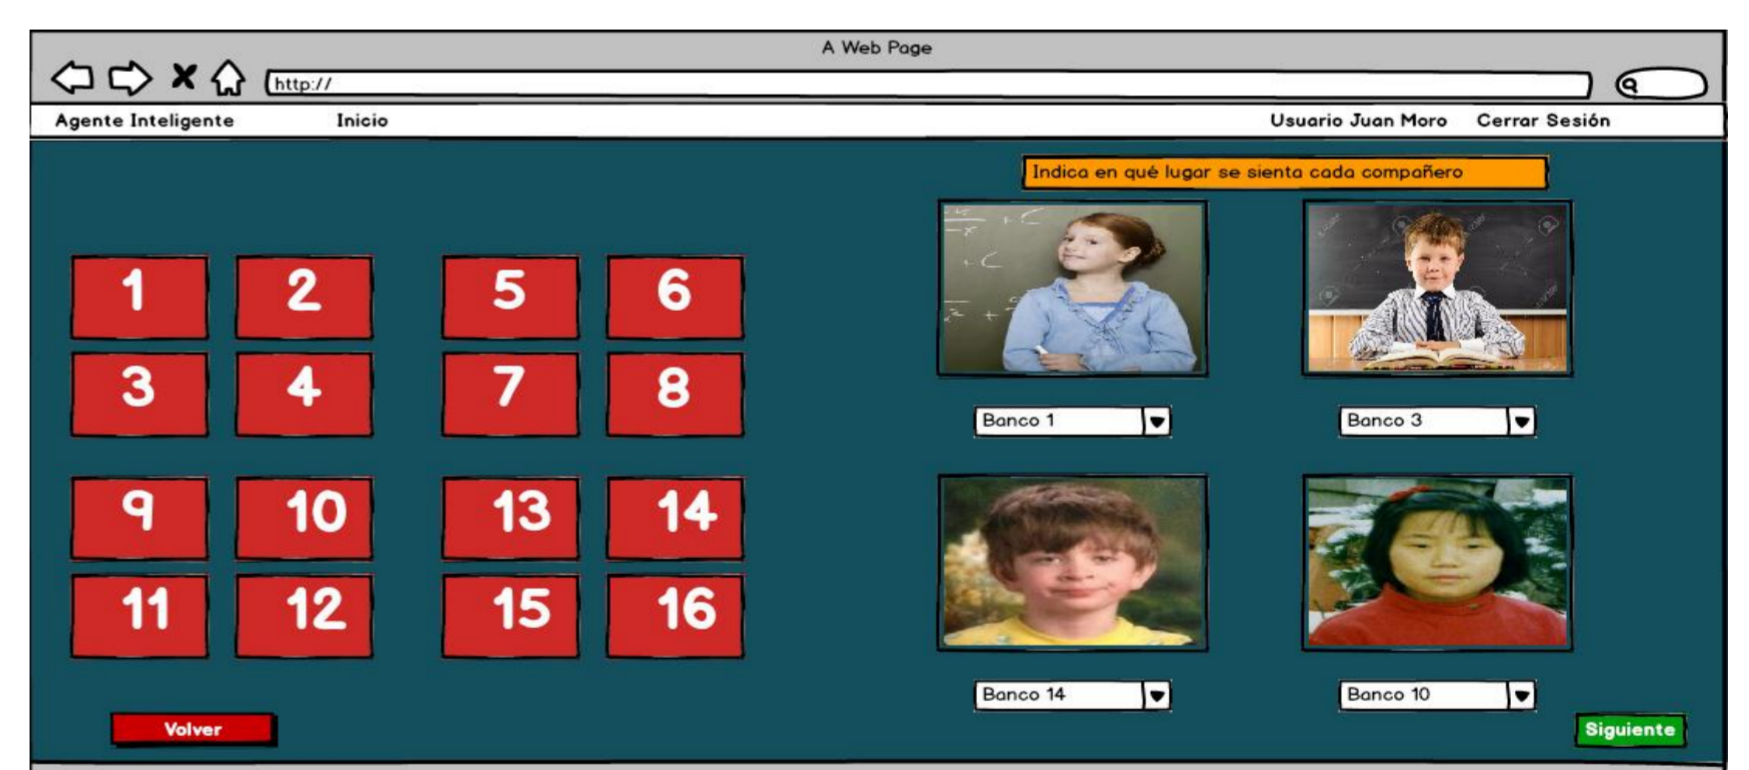 A Web Page
http://
Agente Inteligente Inicio Usuario Juan Moro Cerrar Sesión
Indica en qué lugar se sienta cada compañero
1 2 5 6
3 4 7 8
Banco 1 Banco 3
9 10 13 14
11 12 15 16
Banco 14 Banco 10
Volver
Siguiente